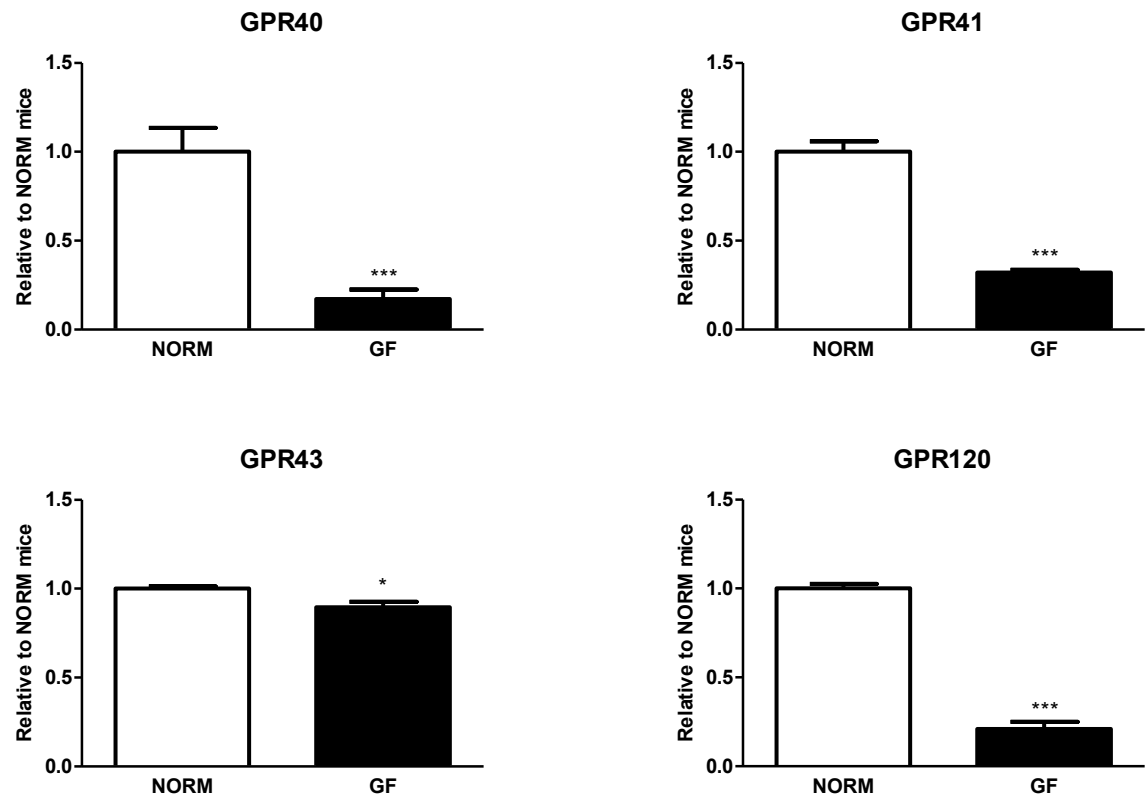 GPR40
Relative to NORM mice
1.5
1.0
0.5
0.0
***
NORM GF
GPR41
Relative to NORM mice
1.5
1.0
0.5
0.0
***
NORM GF
GPR43
Relative to NORM mice
1.5
1.0
0.5
0.0
*
NORM GF
GPR120
Relative to NORM mice
1.5
1.0
0.5
0.0
***
NORM GF